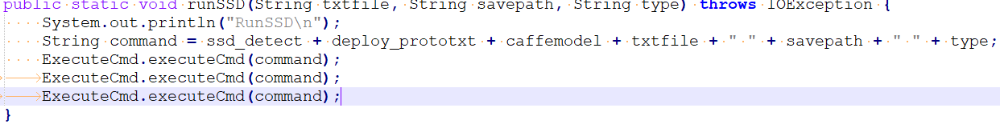 public static void runSSD(String txtfile, String savepath, String type) throws IOException {
    System.out.println("RunSSD\n");
    String command = ssd_detect + deploy_prototxt + caffemodel + txtfile + " " + savepath + " " + type;
    ExecuteCmd.executeCmd(command);
    ExecuteCmd.executeCmd(command);
    ExecuteCmd.executeCmd(command);
}